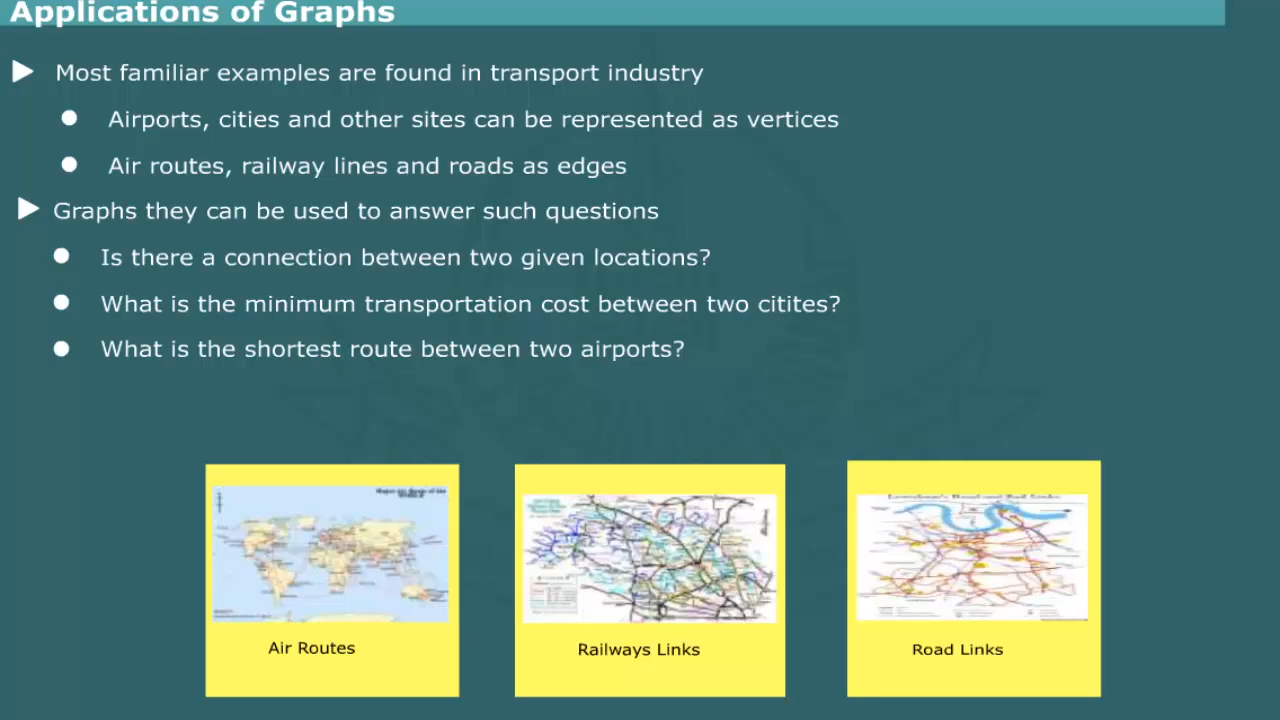 Applications of Graphs
Most familiar examples are found in transport industry
Airports, cities and other sites can be represented as vertices
Air routes, railway lines and roads as edges
Graphs they can be used to answer such questions
Is there a connection between two given locations?
What is the minimum transportation cost between two citites?
What is the shortest route between two airports?
Air Routes
Railways Links
Road Links